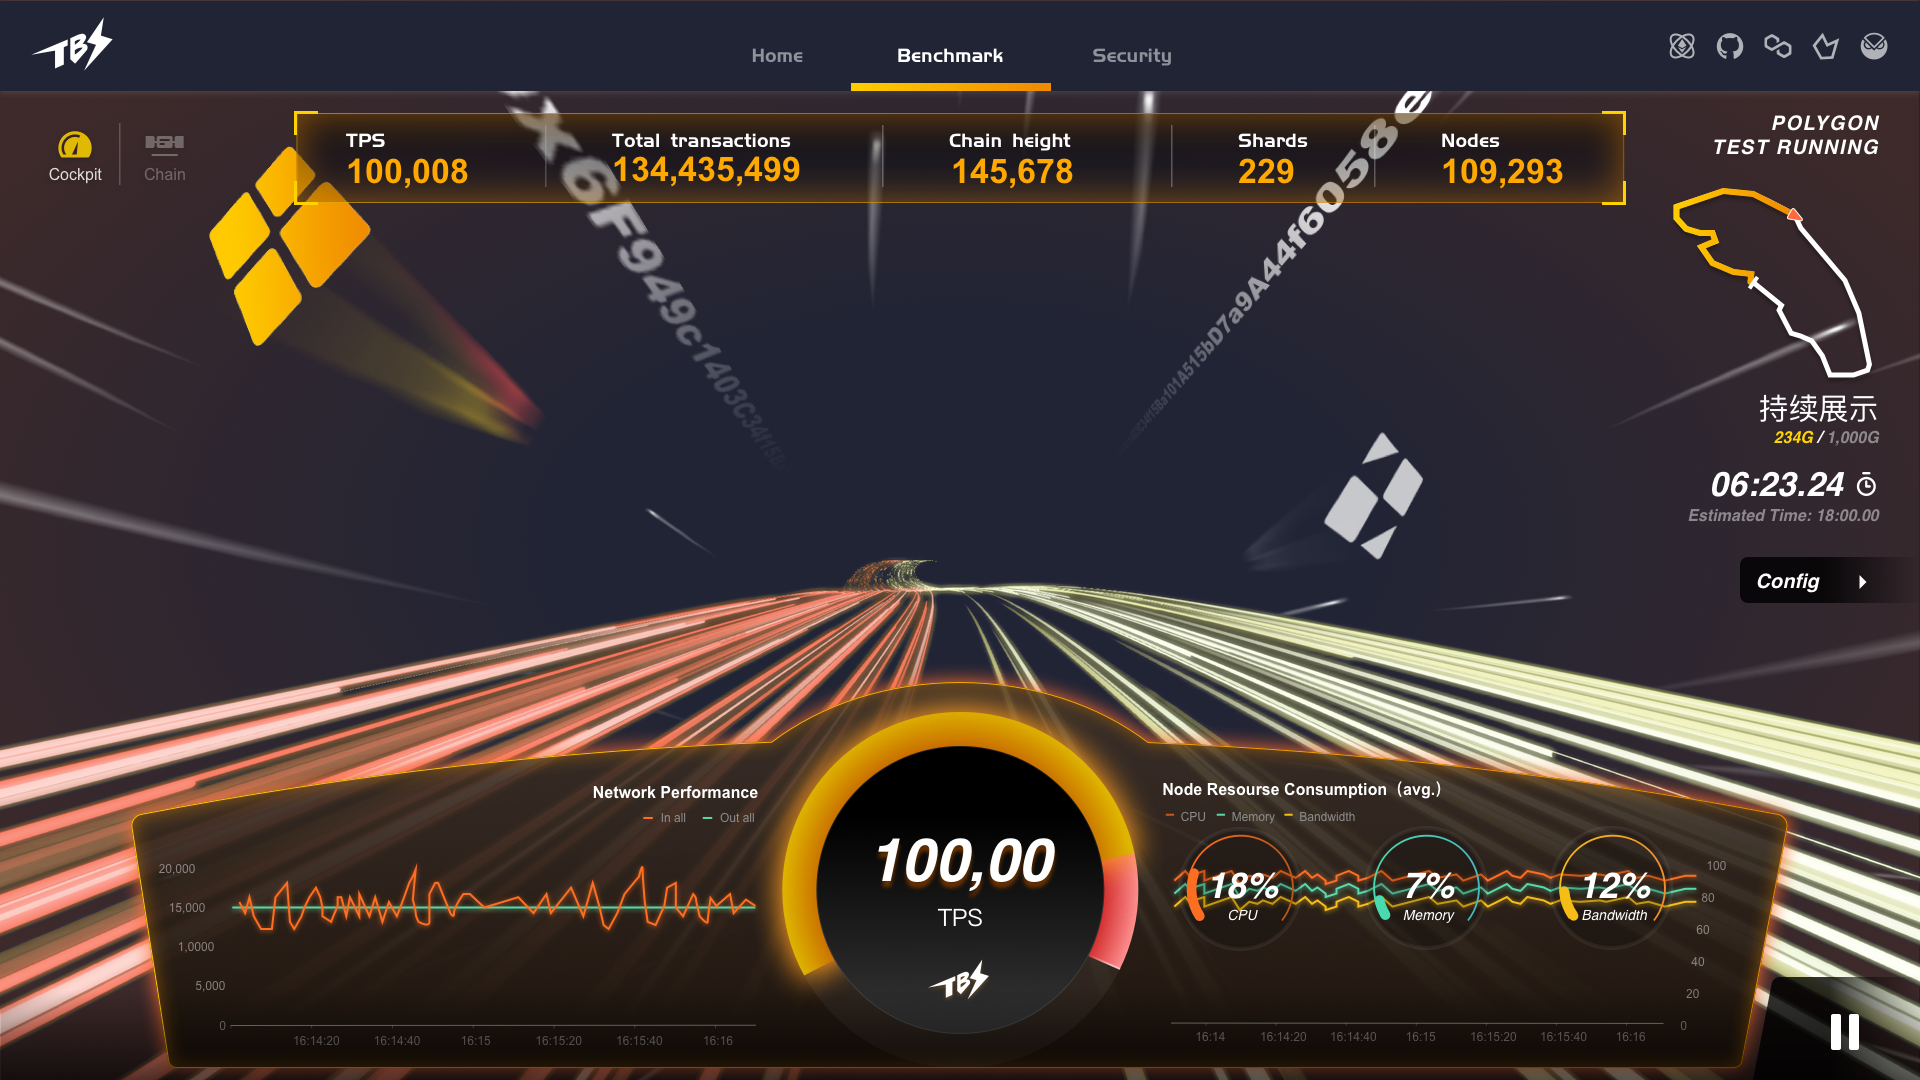 TBS
Home
Benchmark
Security
Cockpit
Chain
TPS
100,008
Total transactions
134,435,499
Chain height
145,678
Shards
229
Nodes
109,293
POLYGON
TEST RUNNING
x6F949c1403C34f158
a101A515bD7a9A44f6058
持续展示
234G / 1,000G
06:23.24
Estimated Time: 18:00.00
Config
Network Performance
In all
Out all
20,000
15,000
1,0000
5,000
0
16:14:20
16:14:40
16:15
16:15:20
16:15:40
16:16
100,00
TPS
TBS
Node Resourse Consumption（avg.）
CPU
Memory
Bandwidth
18%
CPU
7%
Memory
12%
Bandwidth
100
80
60
40
20
0
16:14
16:14:20
16:14:40
16:15
16:15:20
16:15:40
16:16